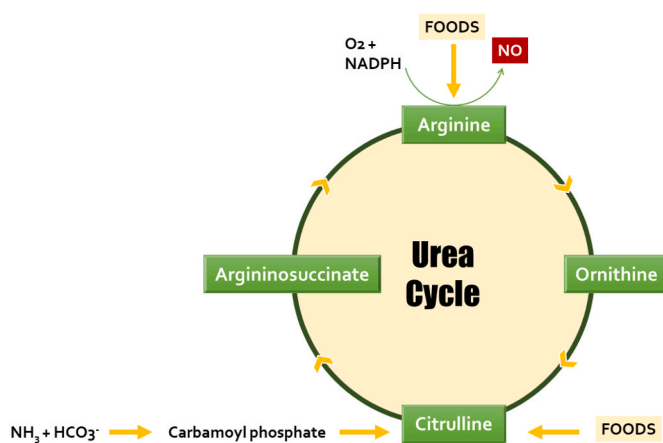 FOODS
O2 +
NADPH
NO
Arginine
Argininosuccinate
Urea
Cycle
Ornithine
NH₃ + HCO3⁻
Carbamoyl phosphate
Citrulline
FOODS